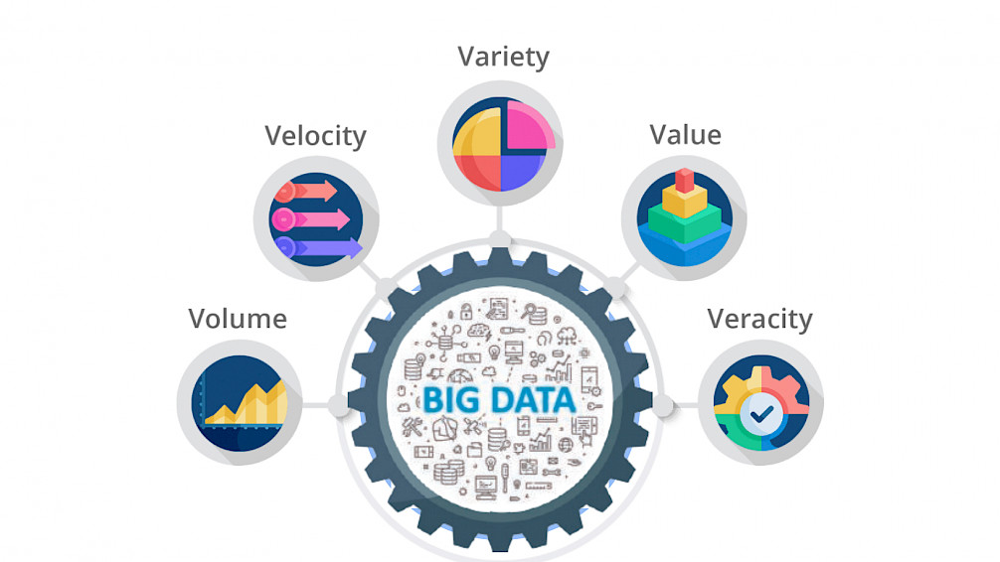 Variety
Velocity
Value
Volume
Veracity
BIG DATA